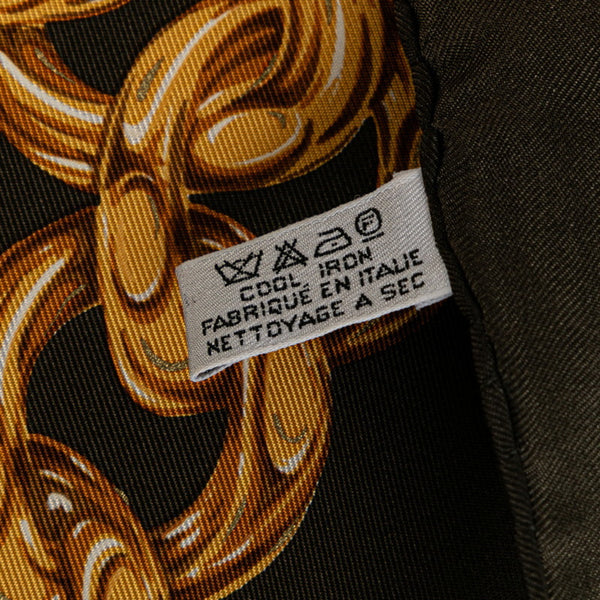 F
COOL IRON
FABRIQUE EN ITALIE
NETTOYAGE A SEC